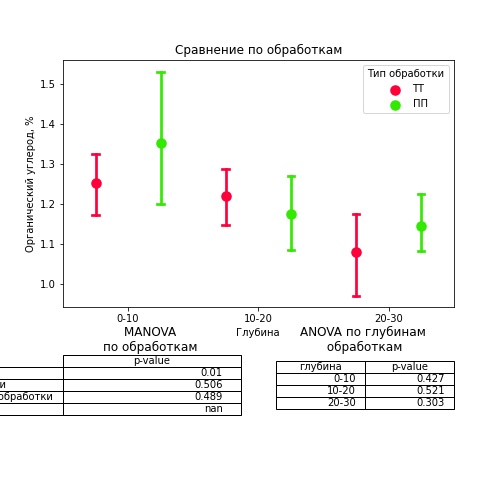 Сравнение по обработкам
Тип обработки
ТТ
ПП
Органический углерод, %
1.5
1.4
1.3
1.2
1.1
1.0
0-10
10-20
20-30
Глубина
MANOVA
по обработкам
p-value
0.01
и 0.506
обработки 0.489
nan
ANOVA по глубинам
обработкам
глубина p-value
0-10 0.427
10-20 0.521
20-30 0.303